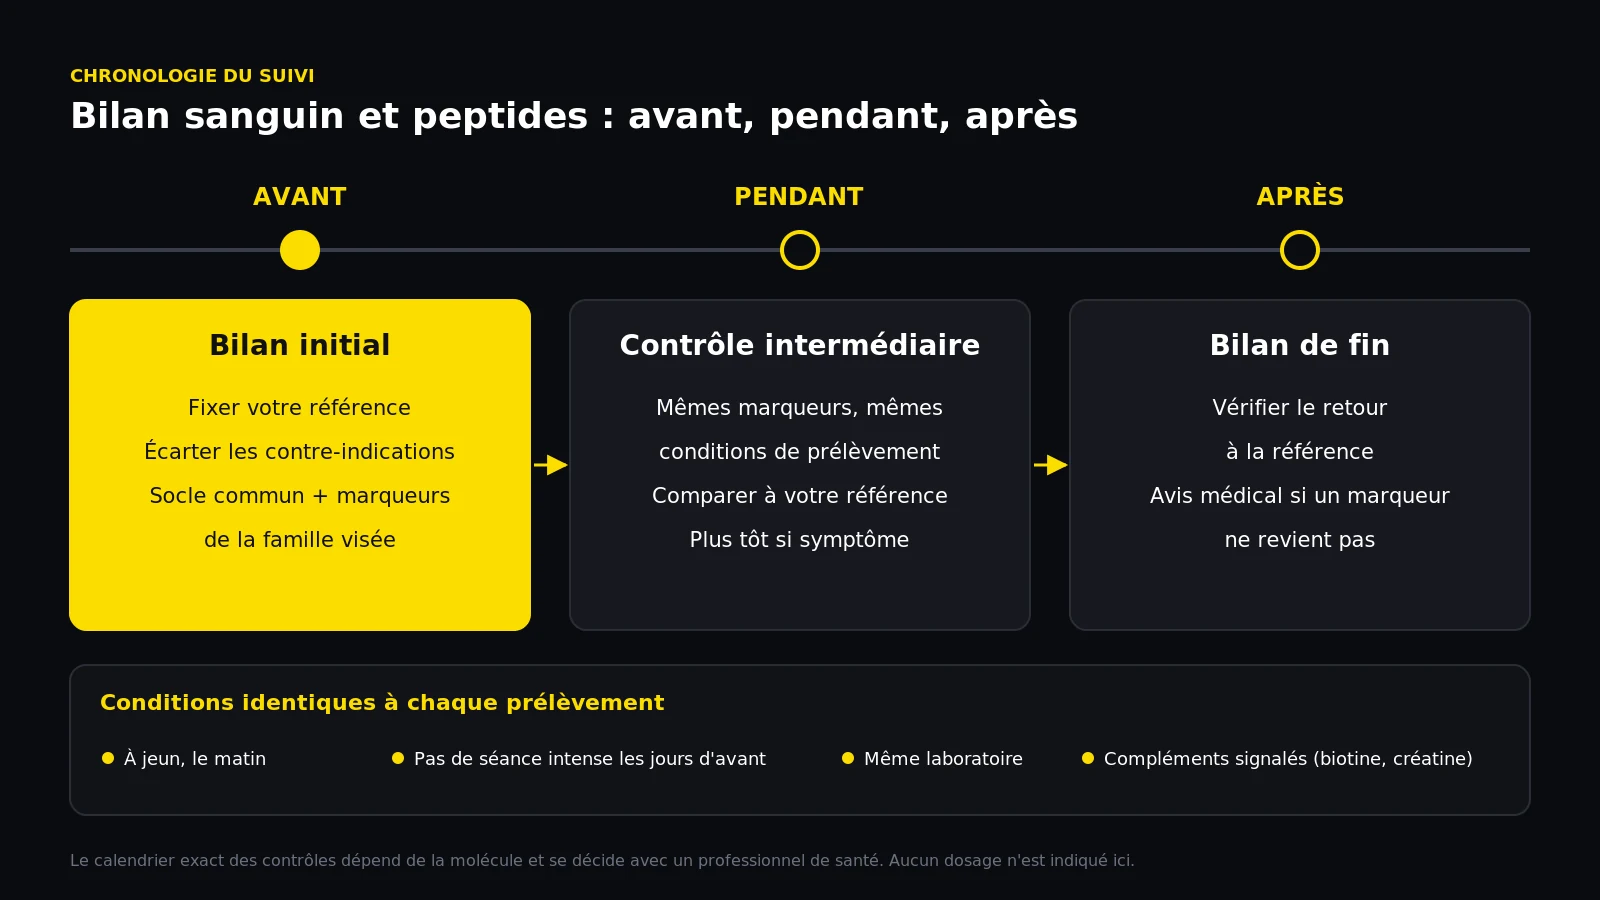 CHRONOLOGIE DU SUIVI
Bilan sanguin et peptides : avant, pendant, après
AVANT
PENDANT
APRÈS
Bilan initial
Fixer votre référence
Écarter les contre-indications
Socle commun + marqueurs
de la famille visée
Contrôle intermédiaire
Mêmes marqueurs, mêmes
conditions de prélèvement
Comparer à votre référence
Plus tôt si symptôme
Bilan de fin
Vérifier le retour
à la référence
Avis médical si un marqueur
ne revient pas
Conditions identiques à chaque prélèvement
À jeun, le matin
Pas de séance intense les jours d'avant
Même laboratoire
Compléments signalés (biotine, créatine)
Le calendrier exact des contrôles dépend de la molécule et se décide avec un professionnel de santé. Aucun dosage n'est indiqué ici.